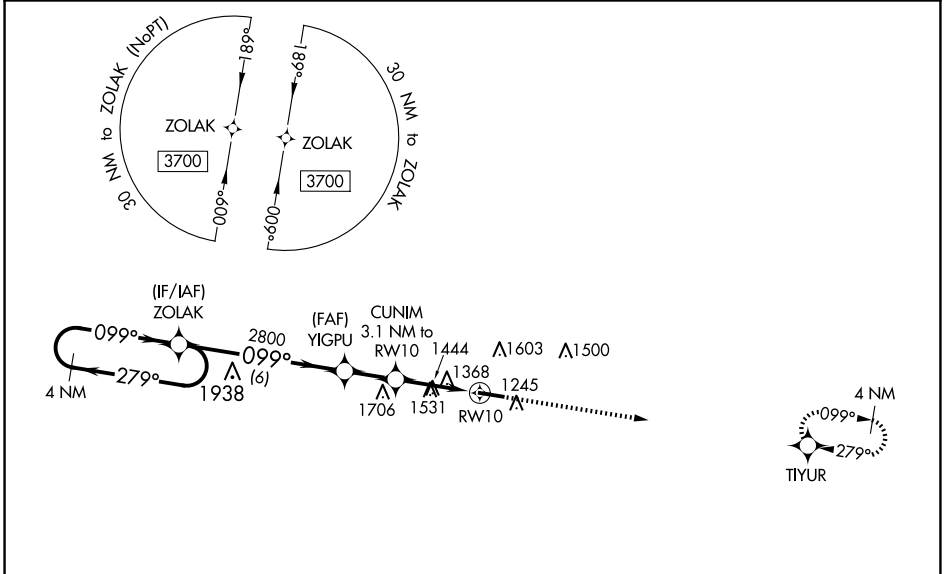 30 NM to ZOLAK (NoPT)
189°
ZOLAK
3700
009°
189°
30 NM to ZOLAK
ZOLAK
3700
009°
(IF/IAF)
ZOLAK
099°
279°
4 NM
2800
099°
(6)
1938
(FAF)
YIGPU
CUNIM
3.1 NM to
RW10
1706
1444
1531
1368
1603
1500
1245
RW10
4 NM
099°
279°
TIYUR